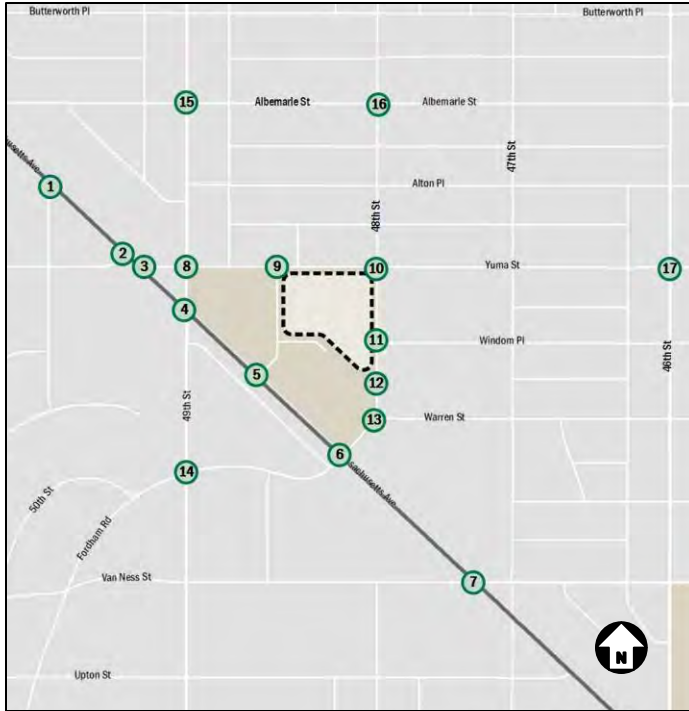 Butterworth Pl
Butterworth Pl
15
Albemarle St
16
Albemarle St
47th St
1
Alton Pl
48th St
2
3
8
9
10
Yuma St
17
4
11
Windom Pl
46th St
5
12
49th St
13
Warren St
6
14
50th St
Fordham Rd
Van Ness St
7
N
Upton St